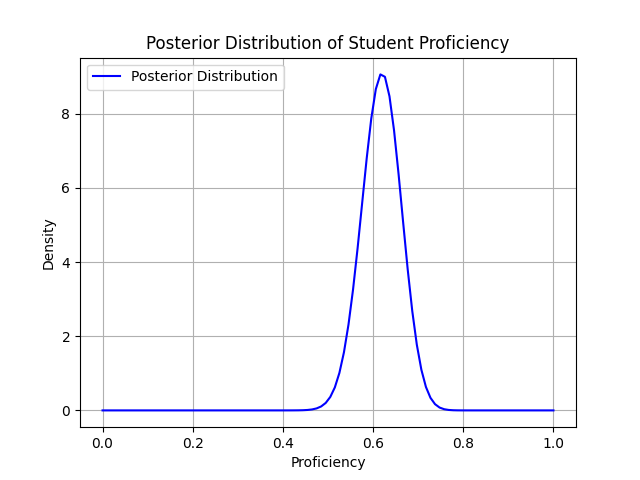 Posterior Distribution of Student Proficiency
Posterior Distribution
Density
8
6
4
2
0
0.0 0.2 0.4 0.6 0.8 1.0
Proficiency